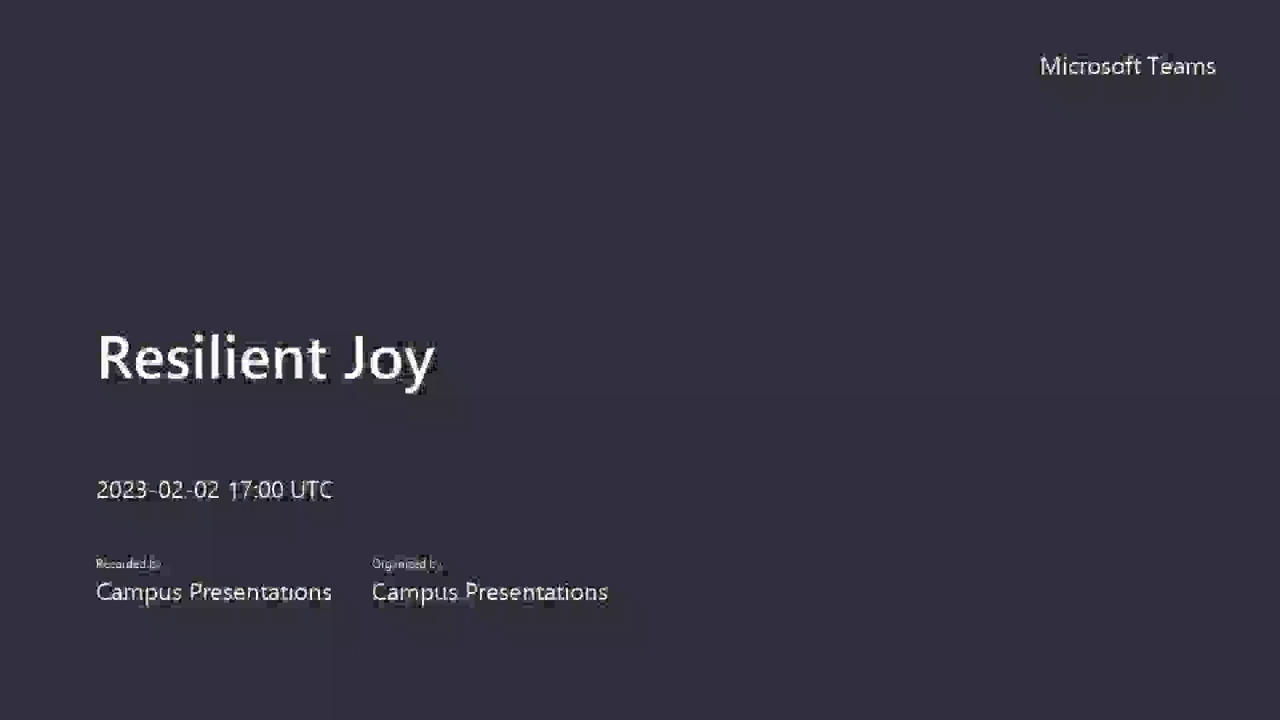 Microsoft Teams
Resilient Joy
2023-02-02 17:00 UTC
Recorded by
Organized by
Campus Presentations
Campus Presentations